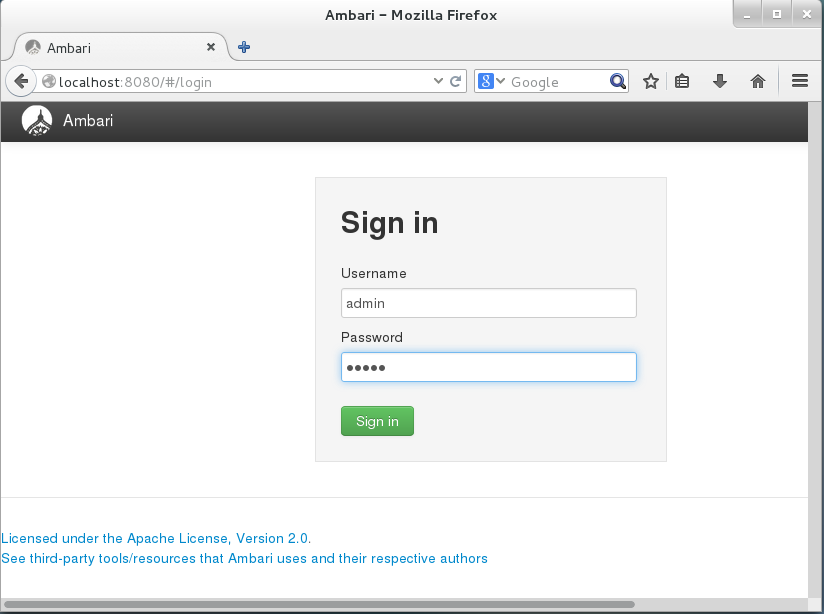 Ambari - Mozilla Firefox
Ambari
localhost:8080/#/login
Google
Ambari
Sign in
Username
admin
Password
•••••
Sign in
Licensed under the Apache License, Version 2.0.
See third-party tools/resources that Ambari uses and their respective authors